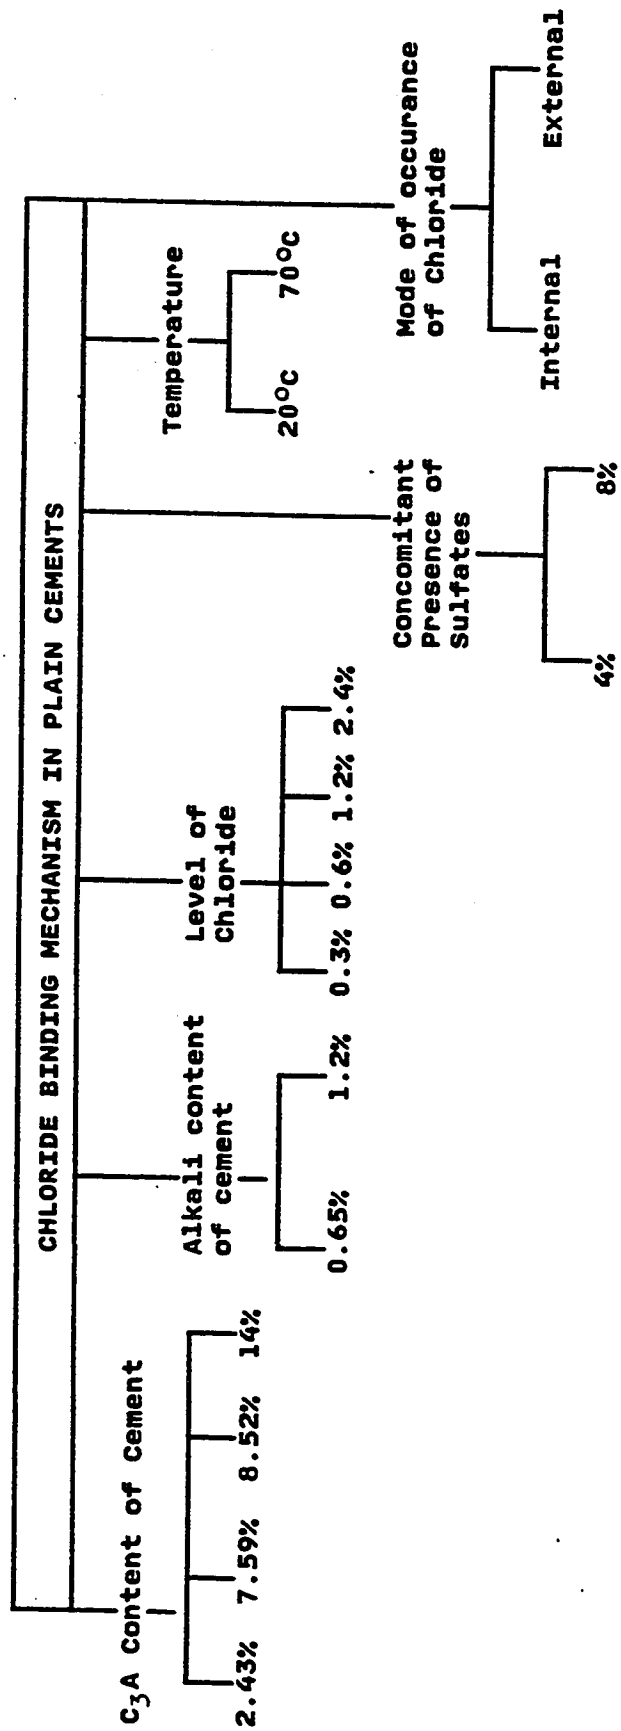 CHLORIDE BINDING MECHANISM IN PLAIN CEMENTS
C₃A Content of Cement
2.43% 7.59% 8.52% 14%
Alkali content
of cement
0.65% 1.2%
Level of
Chloride
0.3% 0.6% 1.2% 2.4%
Concomitant
Presence of
Sulfates
4% 8%
Temperature
20°C 70°C
Mode of occurance
of Chloride
Internal External